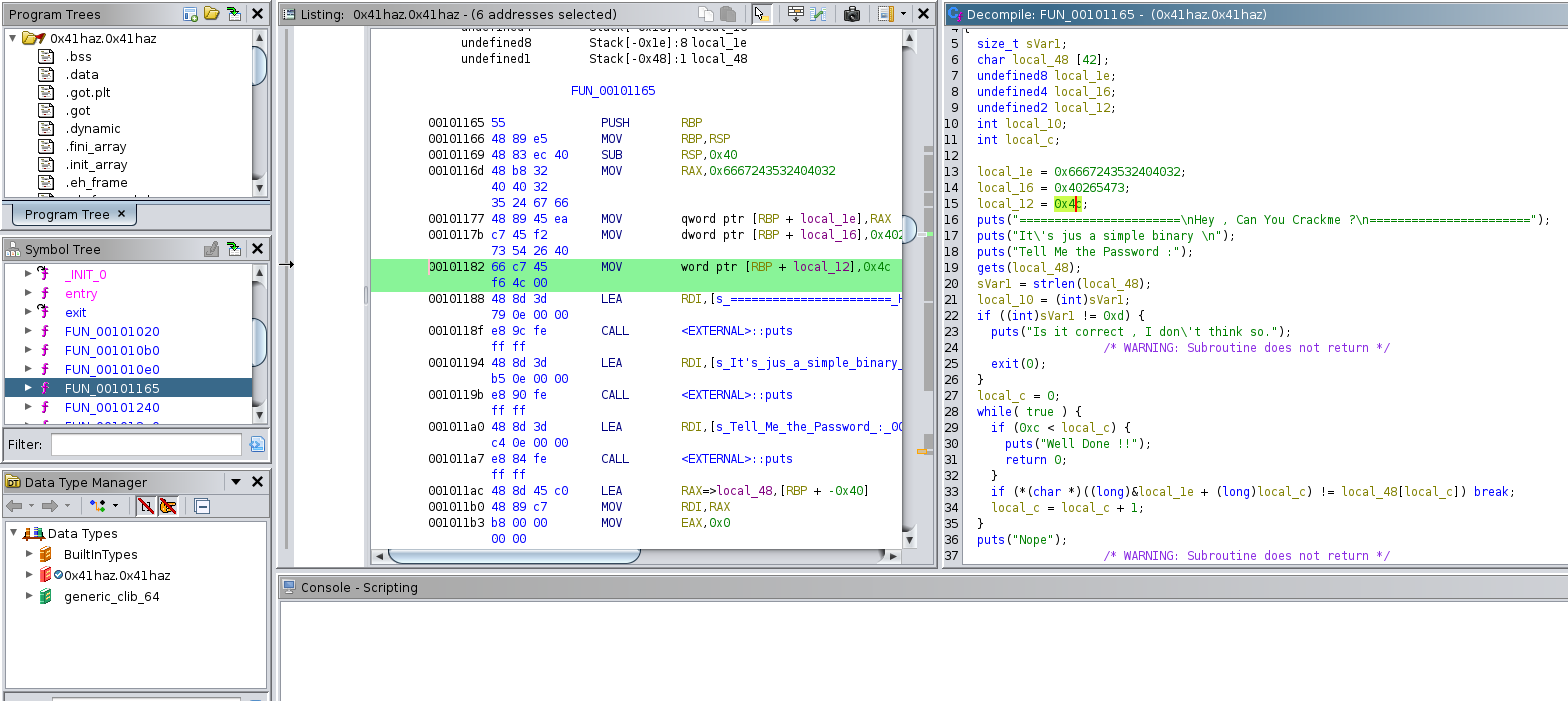 Program Trees
0x41haz.0x41haz
.bss
.data
.got.plt
.got
.dynamic
.fini_array
.init_array
.eh_frame
Program Tree ×
Symbol Tree
f _INIT_0
f entry
f exit
f FUN_00101020
f FUN_001010b0
f FUN_001010e0
f FUN_00101165
f FUN_00101240
Filter:
DT Data Type Manager
Data Types
BuiltInTypes
0x41haz.0x41haz
generic_clib_64
Listing: 0x41haz.0x41haz - (6 addresses selected)
undefined8 Stack[-0x1e]:8 local_1e
undefined1 Stack[-0x48]:1 local_48
FUN_00101165
00101165 55 PUSH RBP
00101166 48 89 e5 MOV RBP,RSP
00101169 48 83 ec 40 SUB RSP,0x40
0010116d 48 b8 32 MOV RAX,0x6667243532404032
40 40 32
35 24 67 66
00101177 48 89 45 ea MOV qword ptr [RBP + local_1e],RAX
0010117b c7 45 f2 MOV dword ptr [RBP + local_16],0x402
73 54 26 40
00101182 66 c7 45 MOV word ptr [RBP + local_12],0x4c
f6 4c 00
00101188 48 8d 3d LEA RDI,[s_=======================_H
79 0e 00 00
0010118f e8 9c fe CALL <EXTERNAL>::puts
ff ff
00101194 48 8d 3d LEA RDI,[s_It's_jus_a_simple_binary_
b5 0e 00 00
0010119b e8 90 fe CALL <EXTERNAL>::puts
ff ff
001011a0 48 8d 3d LEA RDI,[s_Tell_Me_the_Password_:_00
c4 0e 00 00
001011a7 e8 84 fe CALL <EXTERNAL>::puts
ff ff
001011ac 48 8d 45 c0 LEA RAX=>local_48,[RBP + -0x40]
001011b0 48 89 c7 MOV RDI,RAX
001011b3 b8 00 00 MOV EAX,0x0
00 00
Decompile: FUN_00101165 - (0x41haz.0x41haz)
4 {
5 size_t sVar1;
6 char local_48 [42];
7 undefined8 local_1e;
8 undefined4 local_16;
9 undefined2 local_12;
10 int local_10;
11 int local_c;
12
13 local_1e = 0x6667243532404032;
14 local_16 = 0x40265473;
15 local_12 = 0x4c;
16 puts("=======================\nHey , Can You Crackme ?\n=======================");
17 puts("It\'s jus a simple binary \n");
18 puts("Tell Me the Password :");
19 gets(local_48);
20 sVar1 = strlen(local_48);
21 local_10 = (int)sVar1;
22 if ((int)sVar1 != 0xd) {
23 puts("Is it correct , I don\'t think so.");
24 /* WARNING: Subroutine does not return */
25 exit(0);
26 }
27 local_c = 0;
28 while( true ) {
29 if (0xc < local_c) {
30 puts("Well Done !!");
31 return 0;
32 }
33 if (*(char *)((long)&local_1e + (long)local_c) != local_48[local_c]) break;
34 local_c = local_c + 1;
35 }
36 puts("Nope");
37 /* WARNING: Subroutine does not return */
Console - Scripting